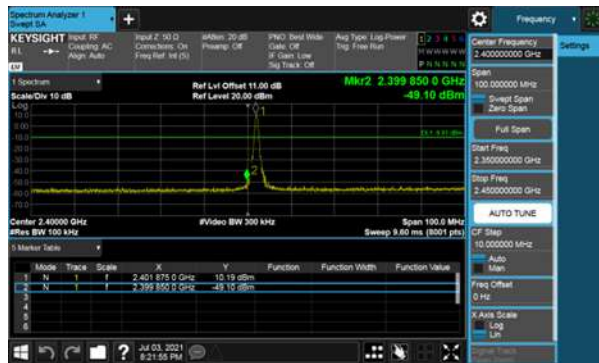 Spectrum Analyzer 1
Swept SA
Frequency
KEYSIGHT
Input: RF
Coupling: AC
Align: Auto
Input Z: 50 Ω
Corrections: On
Freq Ref: Int (S)
#Atten: 20 dB
Preamp: Off
PNO: Best Wide
Gate: Off
IF Gain: Low
Sig Track: Off
Avg Type: Log-Power
Trig: Free Run
1 Spectrum
Scale/Div 10 dB
Ref Lvl Offset 11.00 dB
Ref Level 20.00 dBm
Mkr2 2.399 850 0 GHz
-49.10 dBm
Log
1
2
Center 2.40000 GHz
#Res BW 100 kHz
#Video BW 300 kHz
Span 100.0 MHz
Sweep 9.60 ms (8001 pts)
5 Marker Table
Mode Trace Scale X Y Function Function Width Function Value
1 N 1 f 2.401 875 0 GHz 10.19 dBm
2 N 1 f 2.399 850 0 GHz -49.10 dBm
3
4
5
6
Jul 03, 2021
8:21:55 PM
Center Frequency
2.400000000 GHz
Span
100.000000 MHz
Swept Span
Zero Span
Full Span
Start Freq
2.350000000 GHz
Stop Freq
2.450000000 GHz
AUTO TUNE
CF Step
10.000000 MHz
Auto
Man
Freq Offset
0 Hz
X Axis Scale
Log
Lin
Settings